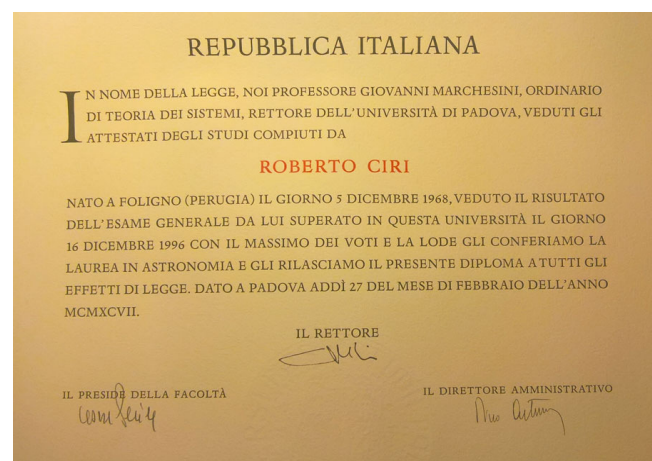 REPUBBLICA ITALIANA
IN NOME DELLA LEGGE, NOI PROFESSORE GIOVANNI MARCHESINI, ORDINARIO
DI TEORIA DEI SISTEMI, RETTORE DELL'UNIVERSITÀ DI PADOVA, VEDUTI GLI
ATTESTATI DEGLI STUDI COMPIUTI DA
ROBERTO CIRI
NATO A FOLIGNO (PERUGIA) IL GIORNO 5 DICEMBRE 1968, VEDUTO IL RISULTATO
DELL'ESAME GENERALE DA LUI SUPERATO IN QUESTA UNIVERSITÀ IL GIORNO
16 DICEMBRE 1996 CON IL MASSIMO DEI VOTI E LA LODE GLI CONFERIAMO LA
LAUREA IN ASTRONOMIA E GLI RILASCIAMO IL PRESENTE DIPLOMA A TUTTI GLI
EFFETTI DI LEGGE. DATO A PADOVA ADDÌ 27 DEL MESE DI FEBBRAIO DELL'ANNO
MCMXCVII.
IL RETTORE
IL PRESIDE DELLA FACOLTÀ
IL DIRETTORE AMMINISTRATIVO